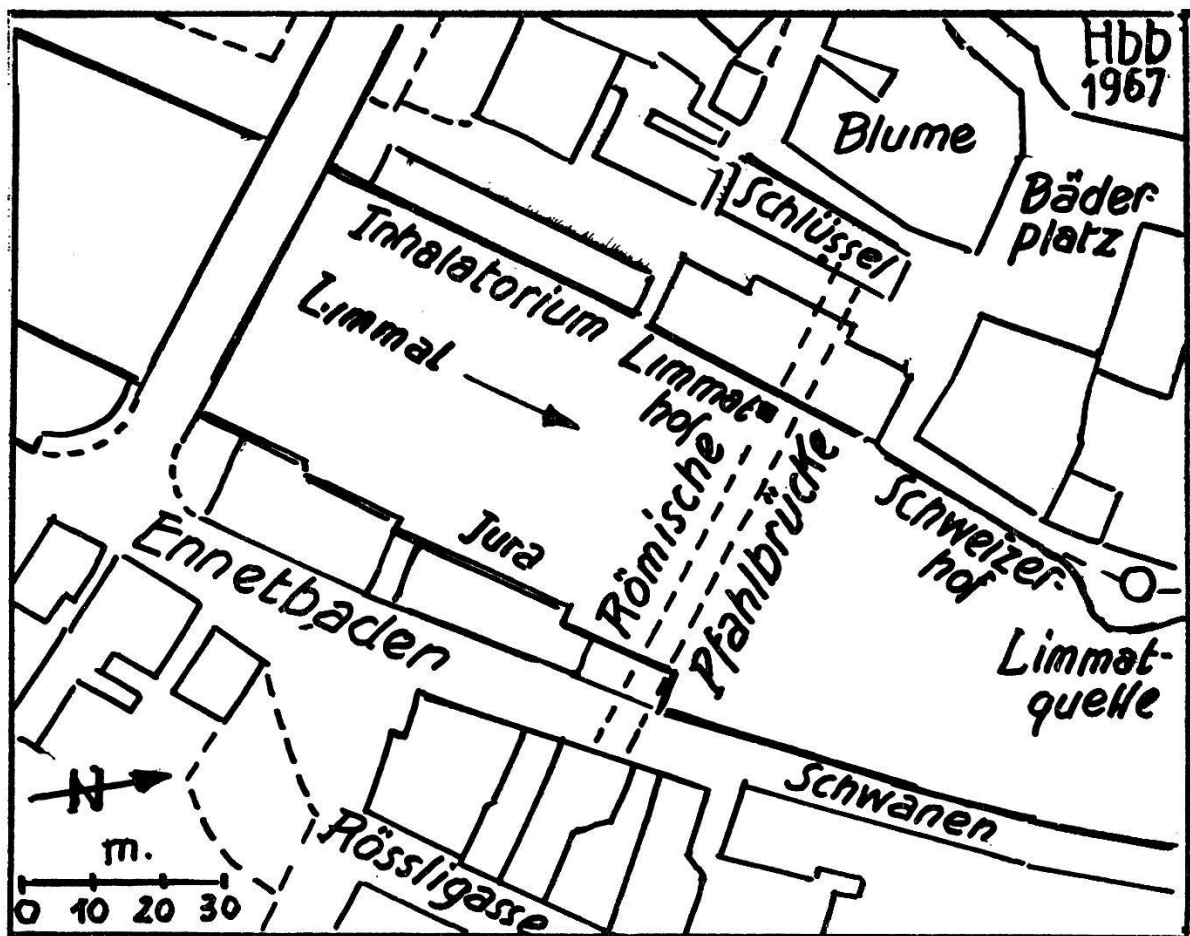 Hbb
1967
Blume
Bäder-
platz
Schlüssel
Inhalatorium
Limmat
Limmat=
hofe
Römische
Pfahlbrücke
Schweizer-
hof
Jura
Ennetbaden
Limmat-
quelle
Schwanen
Rössligasse
N
m.
0 10 20 30